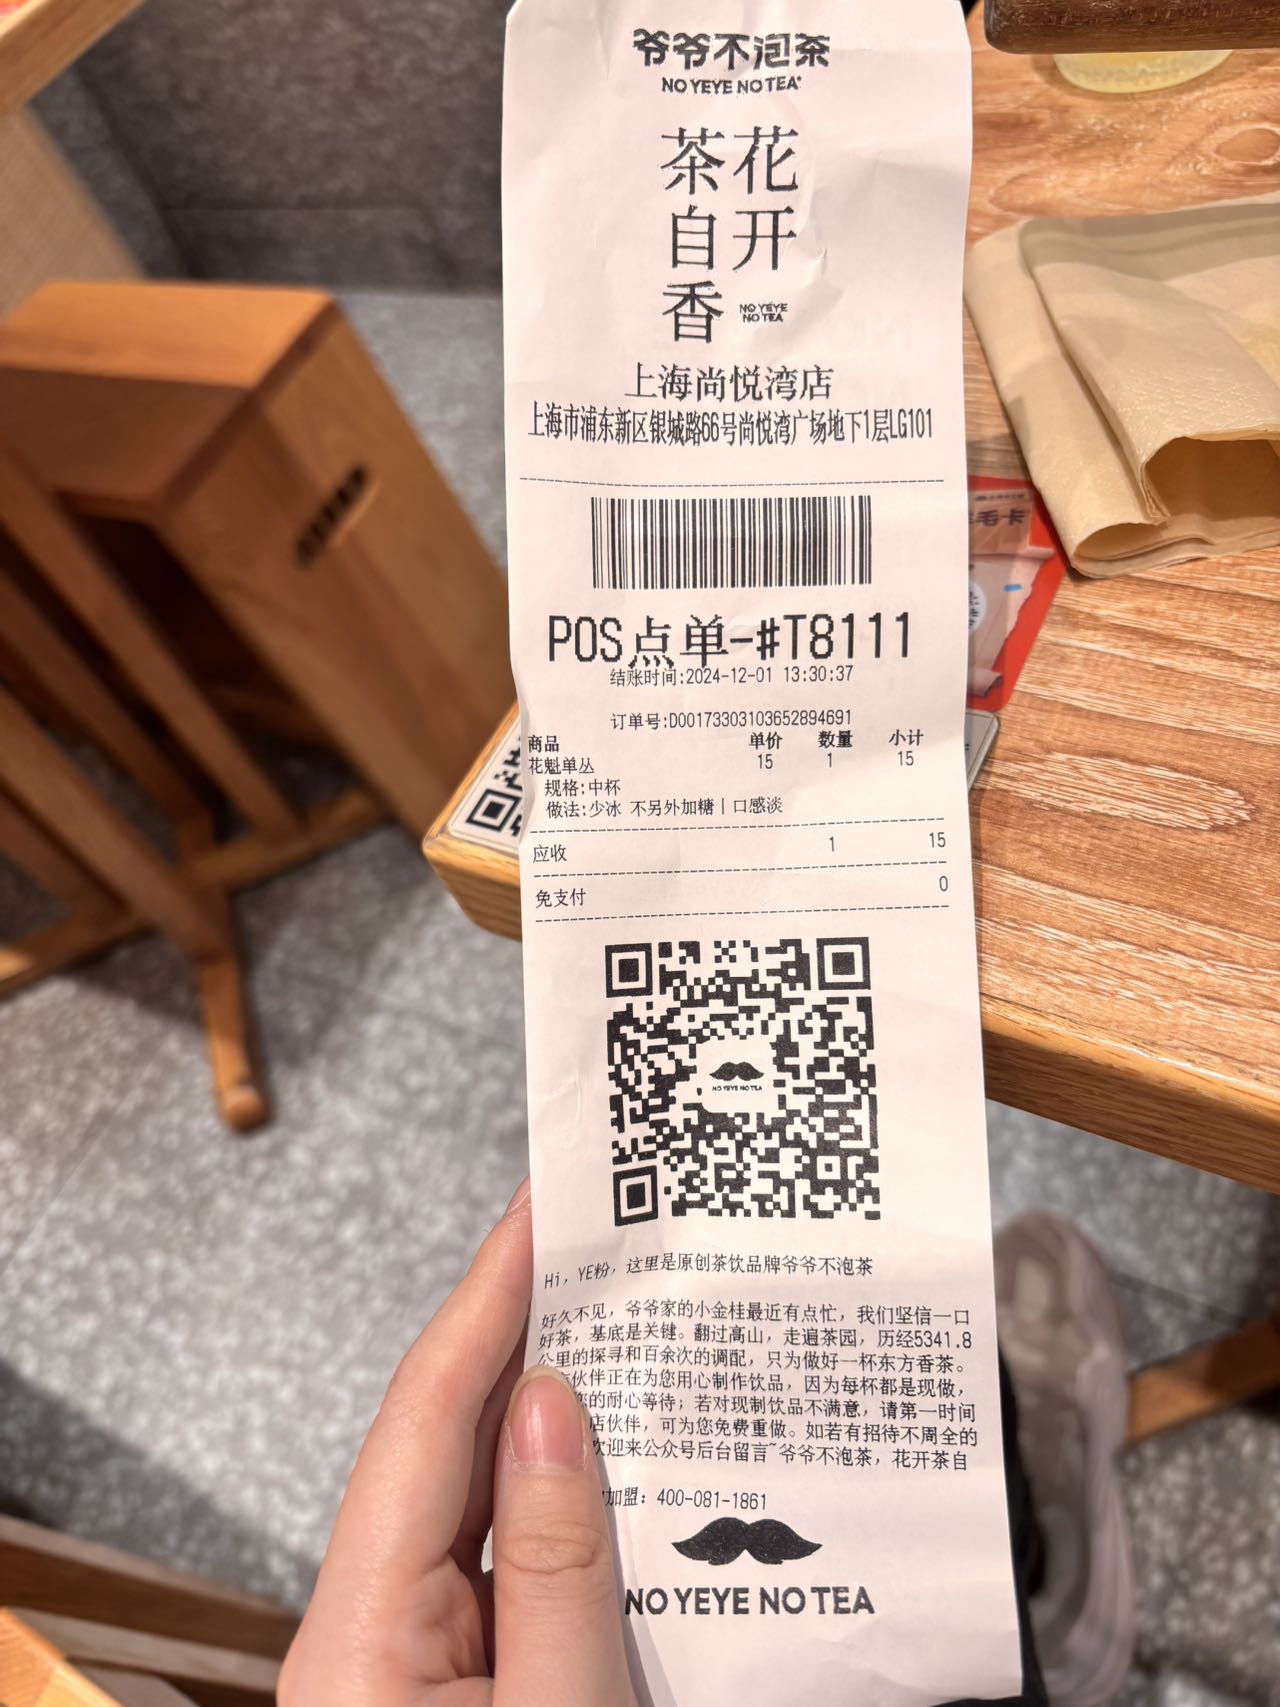 爷爷不泡茶
NO YEYE NO TEA
茶花
自开
香
NO YEYE
NO TEA
上海尚悦湾店
上海市浦东新区银城路66号尚悦湾广场地下1层LG101
毛卡
POS点单-#T8111
结账时间:2024-12-01 13:30:37
订单号:D00173303103652894691
商品 单价 数量 小计
花魁单丛 15 1 15
规格:中杯
做法:少冰 不另外加糖|口感淡
应收 1 15
免支付 0
NO YEYE NO TEA
Hi, YE粉, 这里是原创茶饮品牌爷爷不泡茶
好久不见，爷爷家的小金桂最近有点忙，我们坚信一口
好茶，基底是关键。翻过高山，走遍茶园，历经5341.8
公里的探寻和百余次的调配，只为做好一杯东方香茶。
伙伴正在为您用心制作饮品，因为每杯都是现做，
您的耐心等待；若对现制饮品不满意，请第一时间
店伙伴，可为您免费重做。如若有招待不周全的
欢迎来公众号后台留言~爷爷不泡茶，花开茶自
加盟：400-081-1861
NO YEYE NO TEA